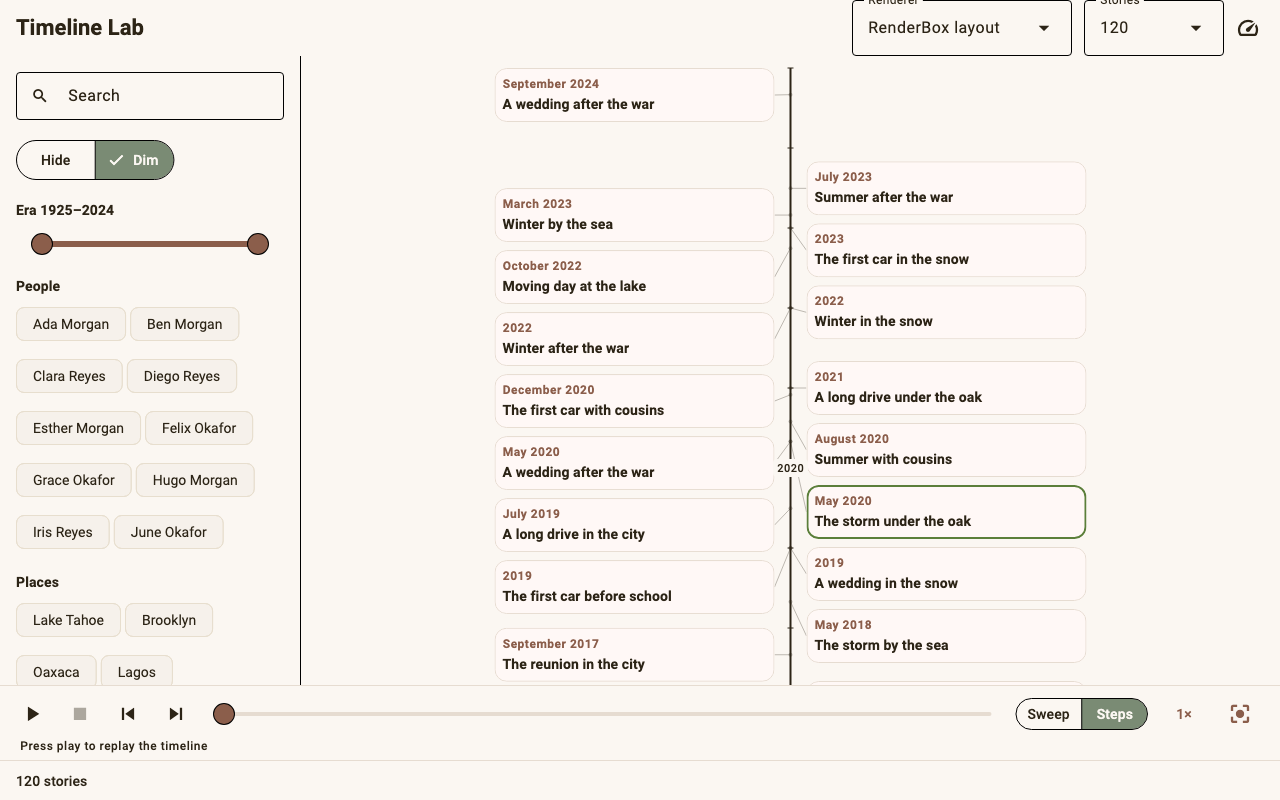 Timeline Lab
Renderer
RenderBox layout
Stories
120
Search
Hide
Dim
Era 1925–2024
People
Ada Morgan
Ben Morgan
Clara Reyes
Diego Reyes
Esther Morgan
Felix Okafor
Grace Okafor
Hugo Morgan
Iris Reyes
June Okafor
Places
Lake Tahoe
Brooklyn
Oaxaca
Lagos
September 2024
A wedding after the war
July 2023
Summer after the war
March 2023
Winter by the sea
2023
The first car in the snow
October 2022
Moving day at the lake
2022
Winter in the snow
2022
Winter after the war
2021
A long drive under the oak
December 2020
The first car with cousins
August 2020
Summer with cousins
May 2020
A wedding after the war
2020
May 2020
The storm under the oak
July 2019
A long drive in the city
2019
A wedding in the snow
2019
The first car before school
May 2018
The storm by the sea
September 2017
The reunion in the city
Sweep
Steps
1×
Press play to replay the timeline
120 stories